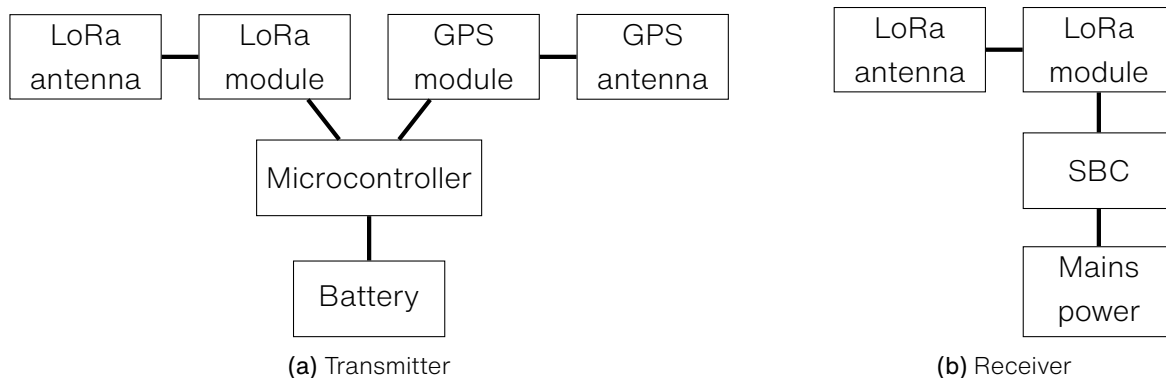 LoRa
antenna
LoRa
module
GPS
module
GPS
antenna
Microcontroller
Battery
(a) Transmitter
LoRa
antenna
LoRa
module
SBC
Mains
power
(b) Receiver